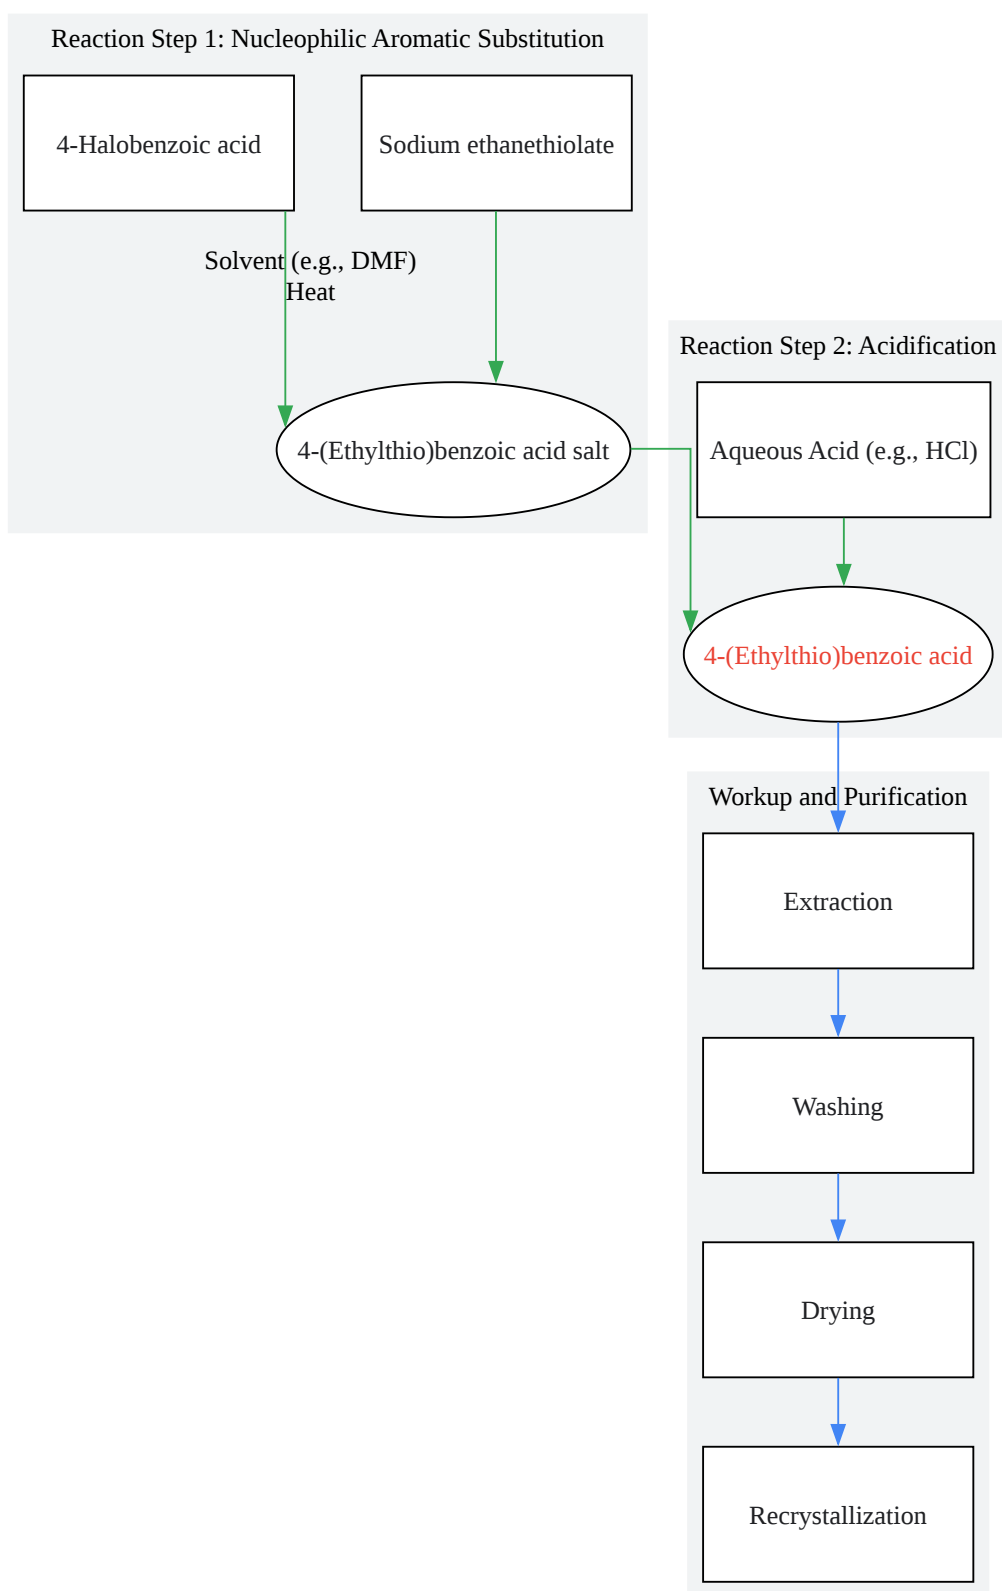 Reaction Step 1: Nucleophilic Aromatic Substitution
4-Halobenzoic acid
Sodium ethanethiolate
Solvent (e.g., DMF)
Heat
4-(Ethylthio)benzoic acid salt
Reaction Step 2: Acidification
Aqueous Acid (e.g., HCl)
4-(Ethylthio)benzoic acid
Workup and Purification
Extraction
Washing
Drying
Recrystallization